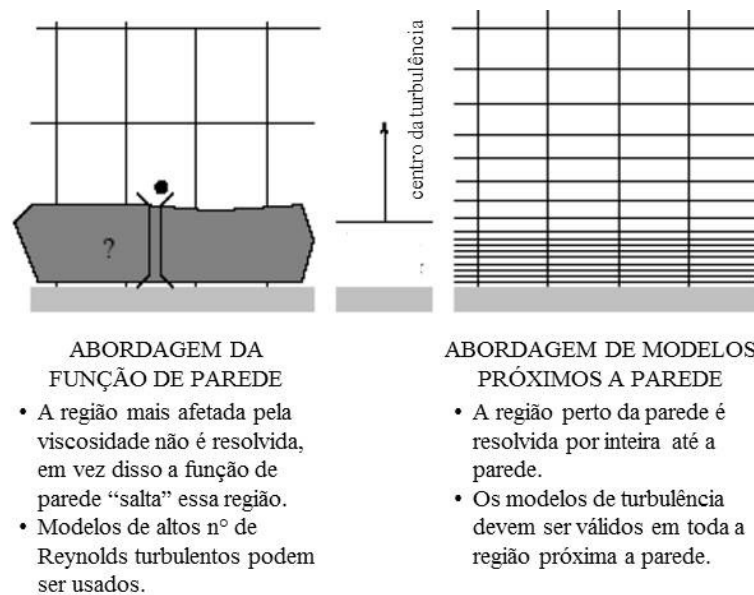 centro da turbulência
?
ABORDAGEM DA
FUNÇÃO DE PAREDE
• A região mais afetada pela
viscosidade não é resolvida,
em vez disso a função de
parede “salta” essa região.
• Modelos de altos n° de
Reynolds turbulentos podem
ser usados.
ABORDAGEM DE MODELOS
PRÓXIMOS A PAREDE
• A região perto da parede é
resolvida por inteira até a
parede.
• Os modelos de turbulência
devem ser válidos em toda a
região próxima a parede.